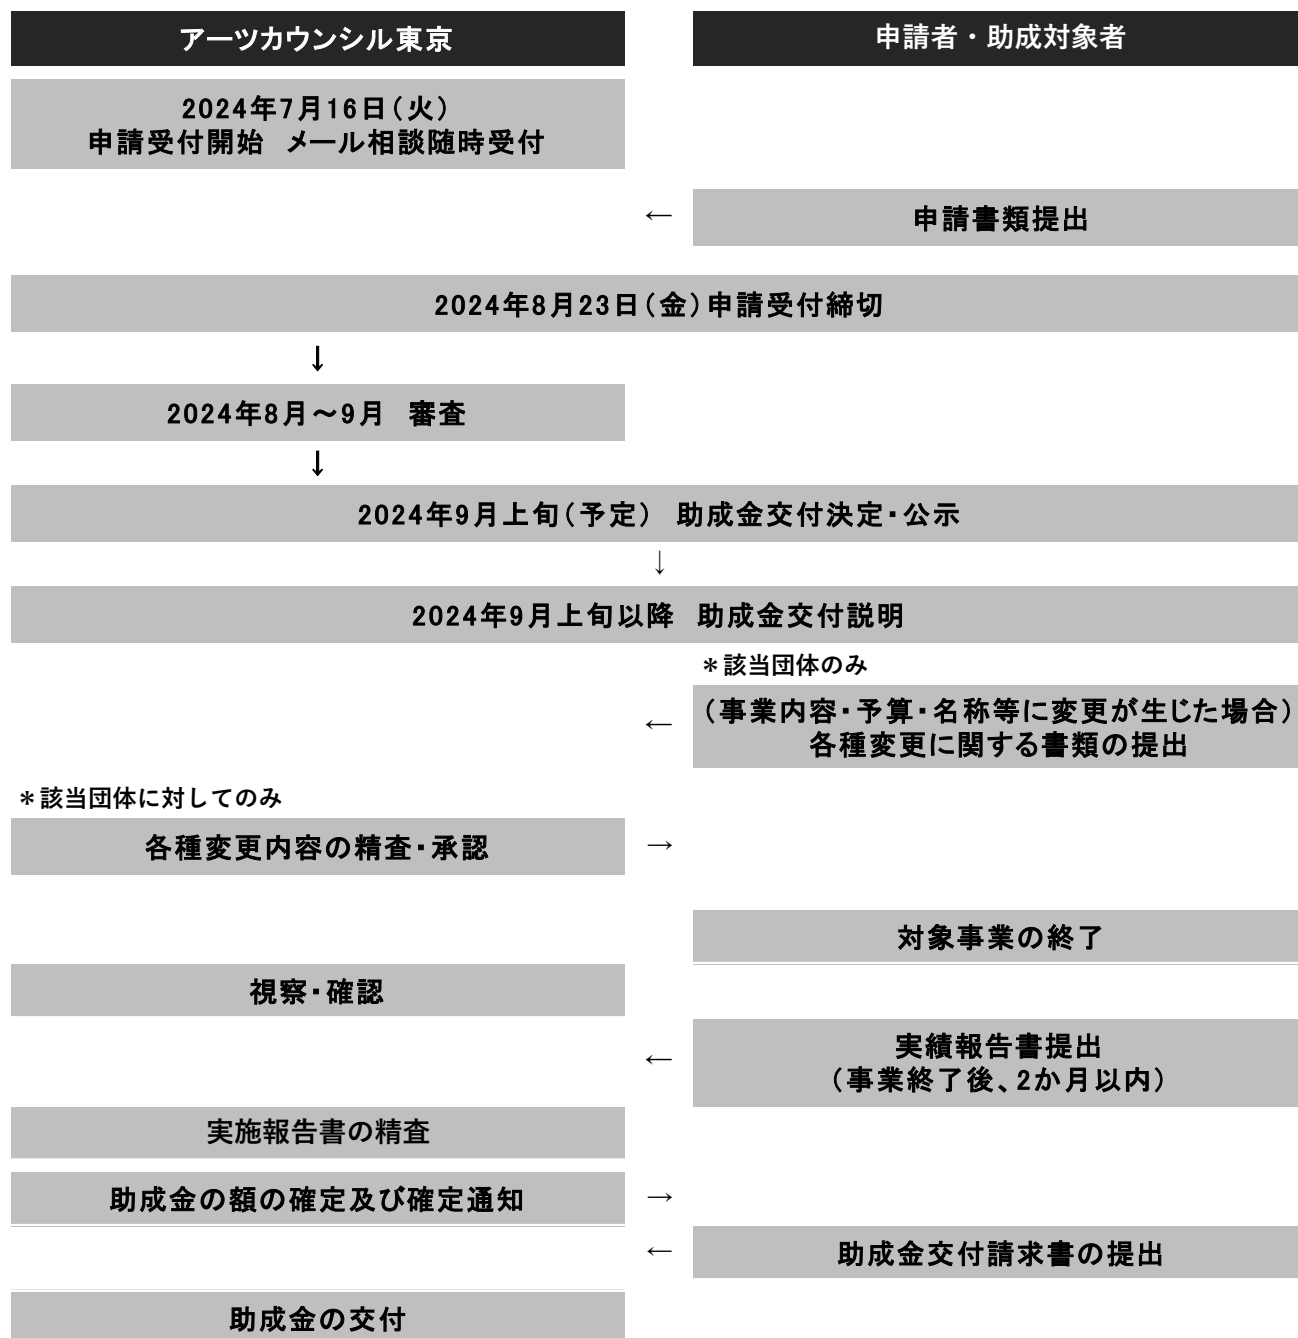 アーツカウンシル東京
申請者・助成対象者
2024年7月16日（火）
申請受付開始　メール相談随時受付
←
申請書類提出
2024年8月23日（金）申請受付締切
↓
2024年8月～9月　審査
↓
2024年9月上旬（予定）　助成金交付決定・公示
↓
2024年9月上旬以降　助成金交付説明
＊該当団体のみ
←
（事業内容・予算・名称等に変更が生じた場合）
各種変更に関する書類の提出
＊該当団体に対してのみ
各種変更内容の精査・承認
→
対象事業の終了
視察・確認
←
実績報告書提出
（事業終了後、2か月以内）
実施報告書の精査
助成金の額の確定及び確定通知
→
←
助成金交付請求書の提出
助成金の交付